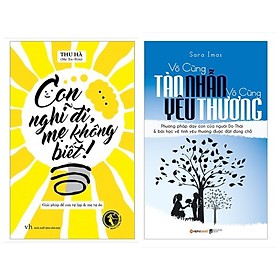 THU HÀ
(Mẹ Xu-Sim)
Con
nghĩ đi,
mẹ không
biết!
Giải pháp để con tự lập & mẹ tự do
Sara Imas
Vô Cùng
TÀN NHẪN
Vô Cùng
YÊU THƯƠNG
Phương pháp dạy con của người Do Thái
& bài học về tình yêu thương được đặt đúng chỗ